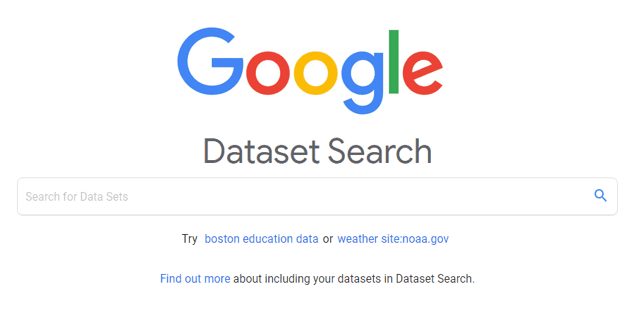 Google
Dataset Search
Search for Data Sets
Try boston education data or weather site:noaa.gov
Find out more about including your datasets in Dataset Search.